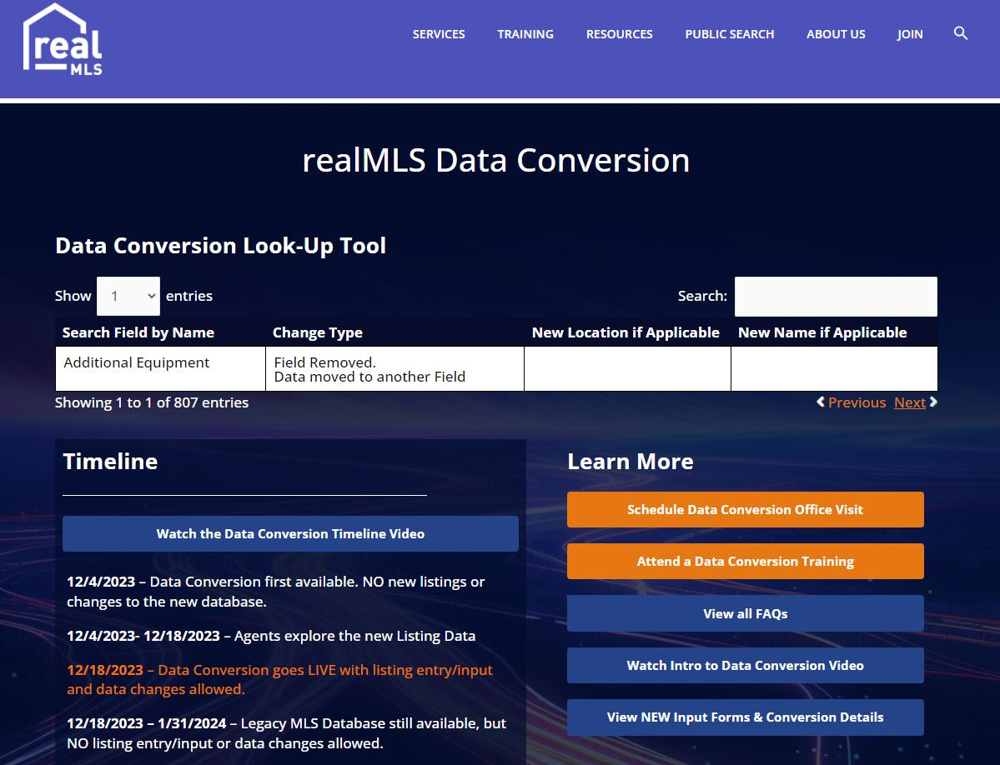 real
MLS
SERVICES TRAINING RESOURCES PUBLIC SEARCH ABOUT US JOIN
realMLS Data Conversion
Data Conversion Look-Up Tool
Show 1 entries Search:
Search Field by Name Change Type New Location if Applicable New Name if Applicable
Additional Equipment Field Removed.
Data moved to another Field
Showing 1 to 1 of 807 entries Previous Next
Timeline
Watch the Data Conversion Timeline Video
12/4/2023 – Data Conversion first available. NO new listings or
changes to the new database.
12/4/2023- 12/18/2023 – Agents explore the new Listing Data
12/18/2023 – Data Conversion goes LIVE with listing entry/input
and data changes allowed.
12/18/2023 – 1/31/2024 – Legacy MLS Database still available, but
NO listing entry/input or data changes allowed.
Learn More
Schedule Data Conversion Office Visit
Attend a Data Conversion Training
View all FAQs
Watch Intro to Data Conversion Video
View NEW Input Forms & Conversion Details